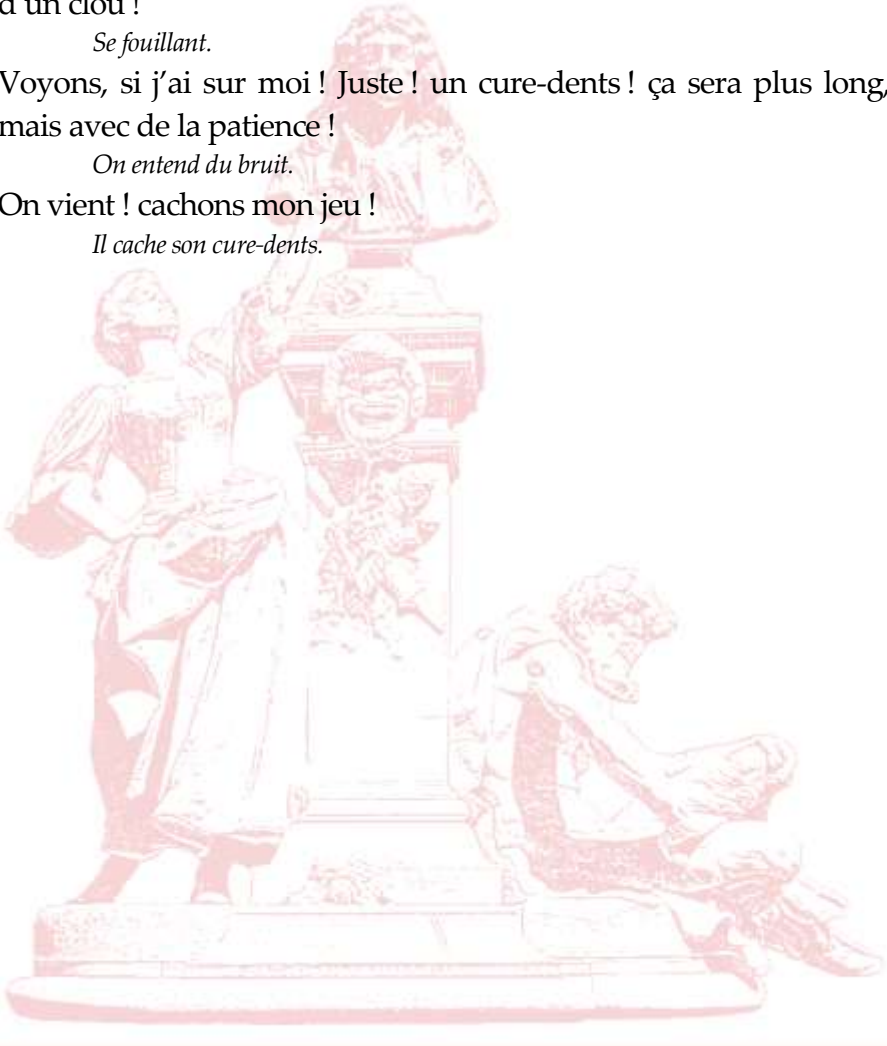 d'un clou !
Se fouillant.
Voyons, si j’ai sur moi ! Juste ! un cure-dents ! ça sera plus long,
mais avec de la patience !
On entend du bruit.
On vient ! cachons mon jeu !
Il cache son cure-dents.